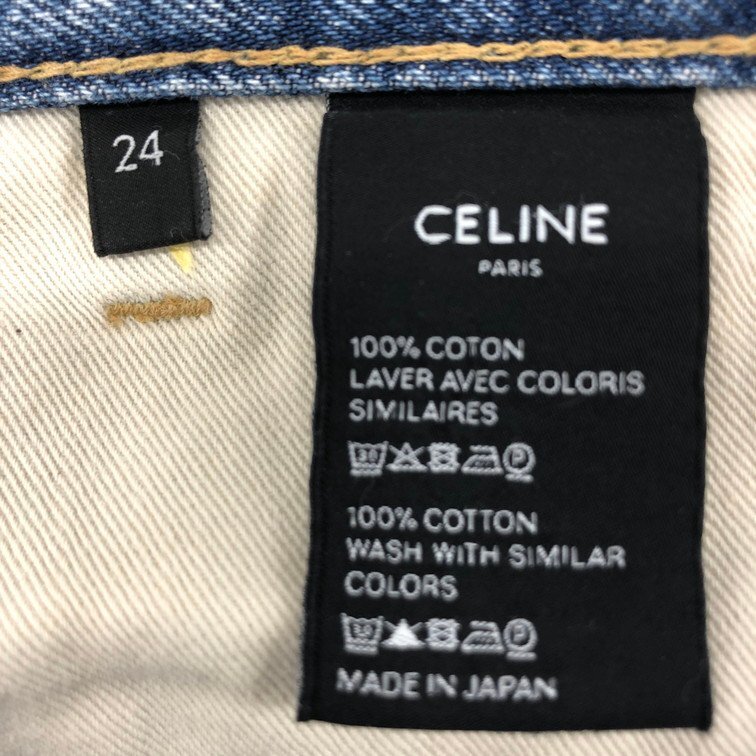 24
CELINE
PARIS
100% COTON
LAVER AVEC COLORIS
SIMILAIRES
100% COTTON
WASH WITH SIMILAR
COLORS
MADE IN JAPAN